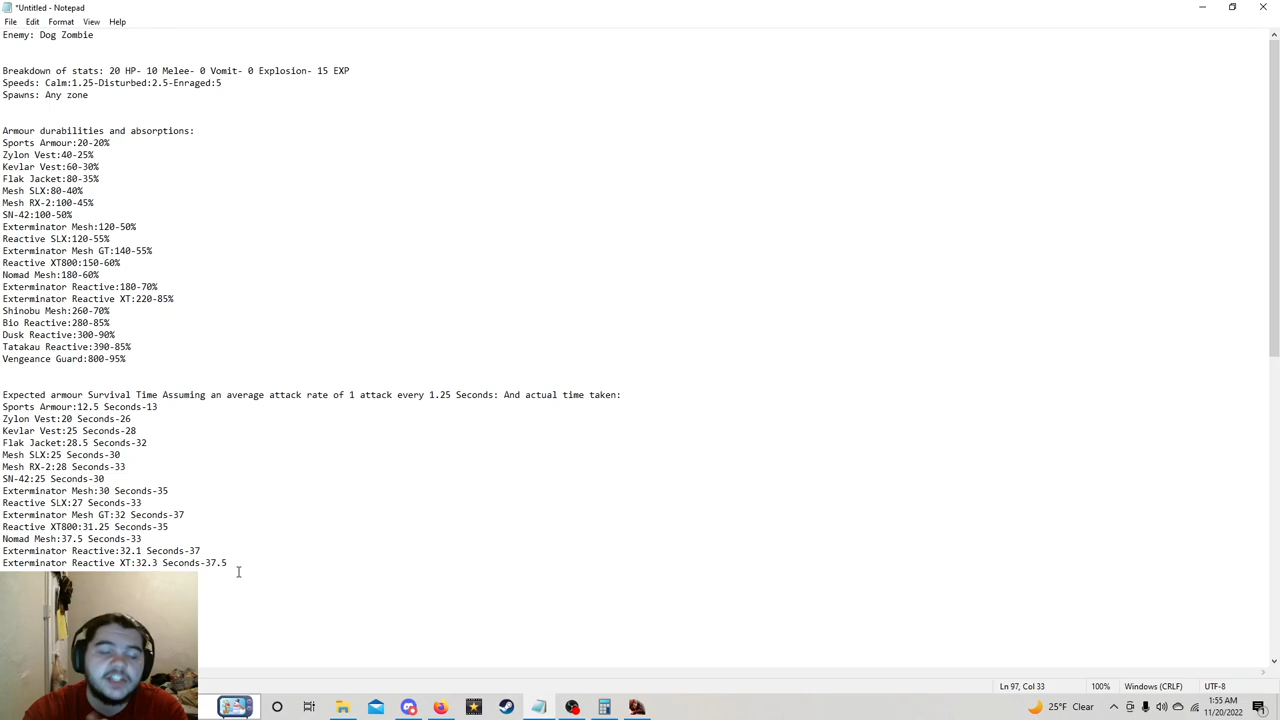 *Untitled - Notepad
File Edit Format View Help
Enemy: Dog Zombie
Breakdown of stats: 20 HP- 10 Melee- 0 Vomit- 0 Explosion- 15 EXP
Speeds: Calm:1.25-Disturbed:2.5-Enraged:5
Spawns: Any zone
Armour durabilities and absorptions:
Sports Armour:20-20%
Zylon Vest:40-25%
Kevlar Vest:60-30%
Flak Jacket:80-35%
Mesh SLX:80-40%
Mesh RX-2:100-45%
SN-42:100-50%
Exterminator Mesh:120-50%
Reactive SLX:120-55%
Exterminator Mesh GT:140-55%
Reactive XT800:150-60%
Nomad Mesh:180-60%
Exterminator Reactive:180-70%
Exterminator Reactive XT:220-85%
Shinobu Mesh:260-70%
Bio Reactive:280-85%
Dusk Reactive:300-90%
Tatakau Reactive:390-85%
Vengeance Guard:800-95%
Expected armour Survival Time Assuming an average attack rate of 1 attack every 1.25 Seconds: And actual time taken:
Sports Armour:12.5 Seconds-13
Zylon Vest:20 Seconds-26
Kevlar Vest:25 Seconds-28
Flak Jacket:28.5 Seconds-32
Mesh SLX:25 Seconds-30
Mesh RX-2:28 Seconds-33
SN-42:25 Seconds-30
Exterminator Mesh:30 Seconds-35
Reactive SLX:27 Seconds-33
Exterminator Mesh GT:32 Seconds-37
Reactive XT800:31.25 Seconds-35
Nomad Mesh:37.5 Seconds-33
Exterminator Reactive:32.1 Seconds-37
Exterminator Reactive XT:32.3 Seconds-37.5
Ln 97, Col 33 100% Windows (CRLF) UTF-8
25°F Clear 1:55 AM
11/20/2022